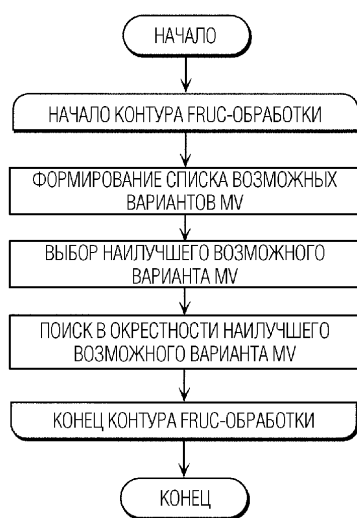 НАЧАЛО
НАЧАЛО КОНТУРА FRUC-ОБРАБОТКИ
ФОРМИРОВАНИЕ СПИСКА ВОЗМОЖНЫХ
ВАРИАНТОВ MV
ВЫБОР НАИЛУЧШЕГО ВОЗМОЖНОГО
ВАРИАНТА MV
ПОИСК В ОКРЕСТНОСТИ НАИЛУЧШЕГО
ВОЗМОЖНОГО ВАРИАНТА MV
КОНЕЦ КОНТУРА FRUC-ОБРАБОТКИ
КОНЕЦ